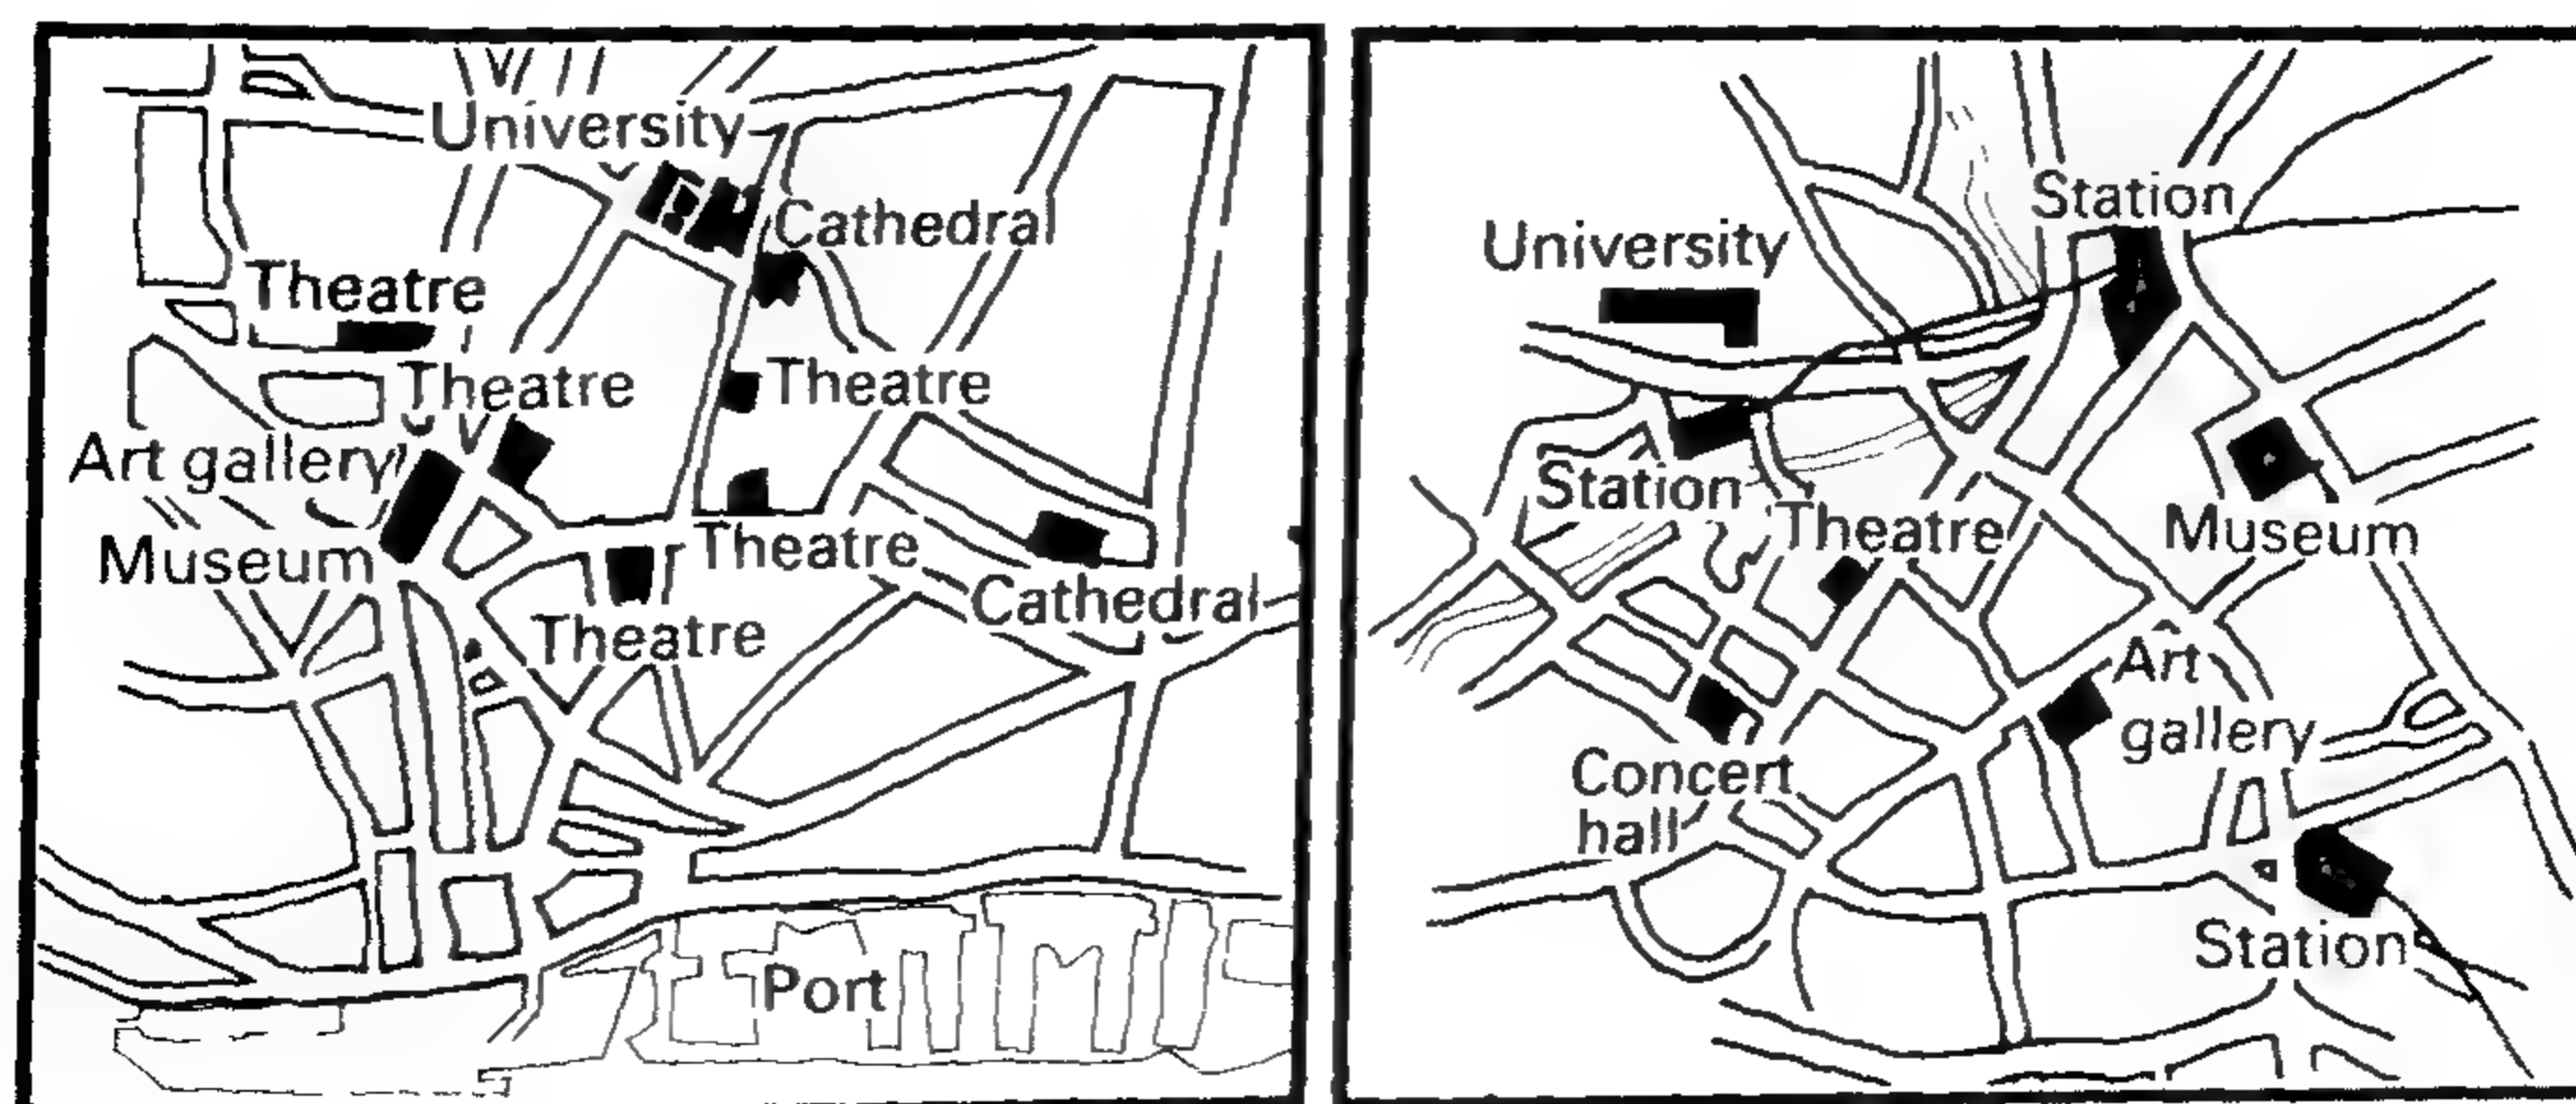 University
Cathedral
Theatre
Theatre
Theatre
Art gallery
Museum
Theatre
Cathedral
Theatre
Port
Station
University
Station
Theatre
Museum
Art
gallery
Concert
hall
Station